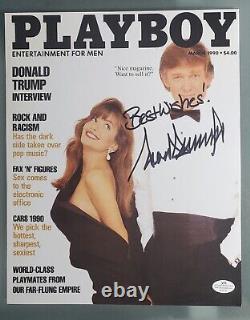 PLAYBOY
ENTERTAINMENT FOR MEN
MARCH 1990 • $4.00
DONALD
TRUMP
INTERVIEW
"Nice magazine.
Want to sell it?"
Best Wishes!
ROCK AND
RACISM
Has the dark
side taken over
pop music?
FAX 'N' FIGURES
Sex comes
to the
electronic
office
CARS 1990
We pick the
hottest,
sharpest,
sexiest
WORLD-CLASS
PLAYMATES FROM
OUR FAR-FLUNG EMPIRE